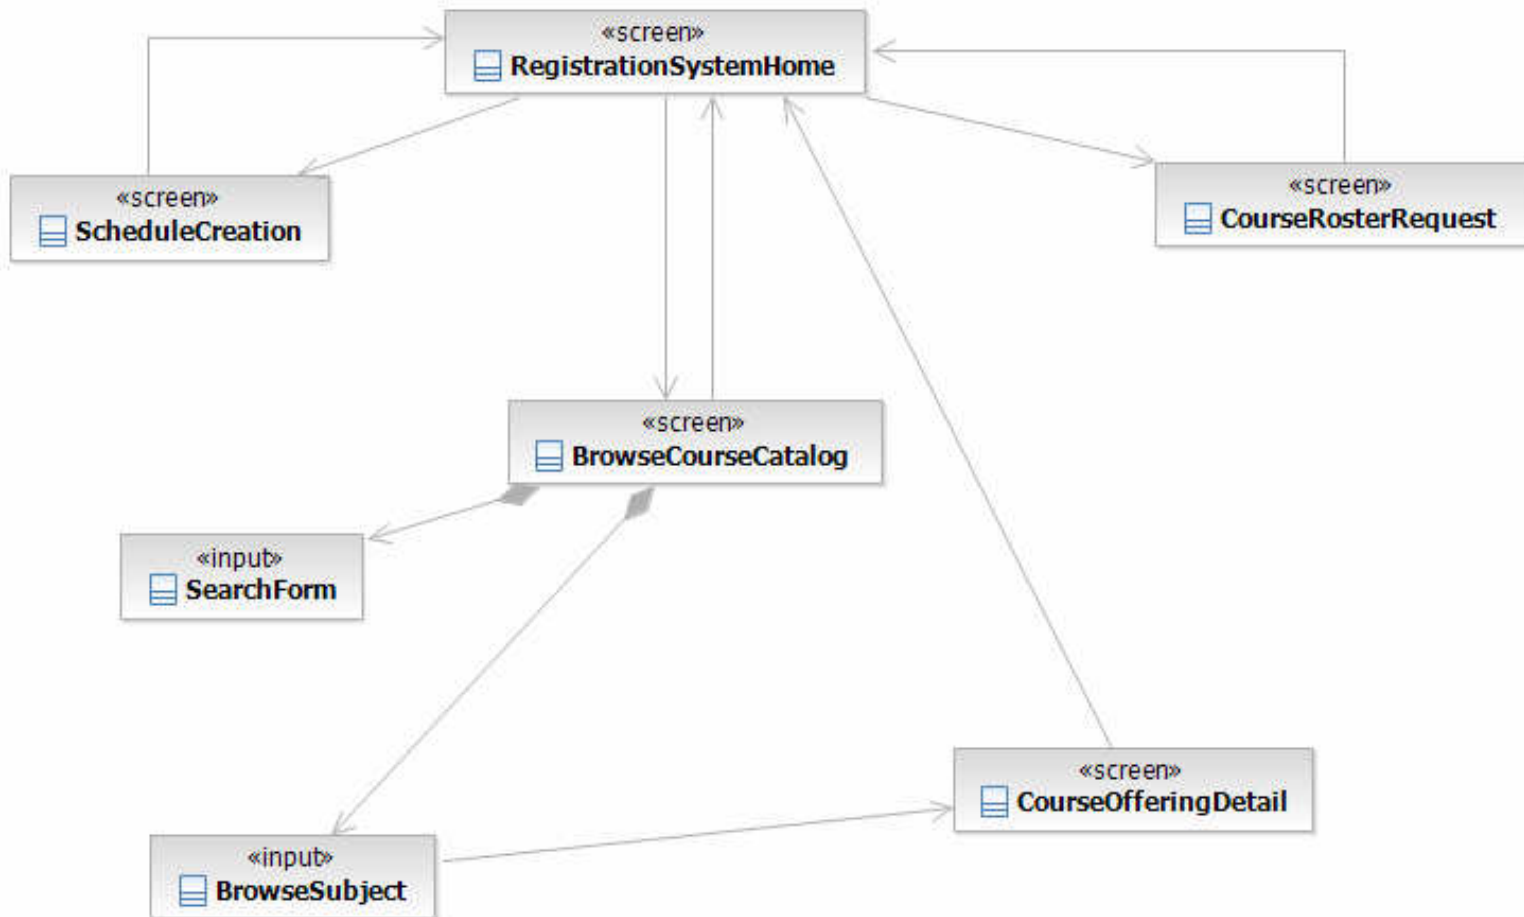 «screen»
RegistrationSystemHome
«screen»
ScheduleCreation
«screen»
CourseRosterRequest
«screen»
BrowseCourseCatalog
«input»
SearchForm
«screen»
CourseOfferingDetail
«input»
BrowseSubject